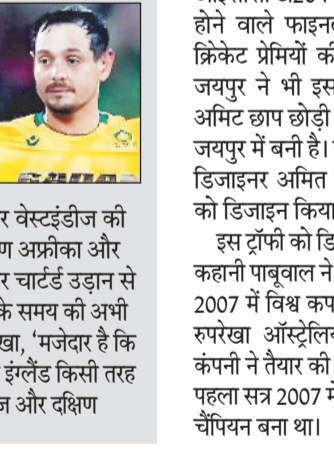 र वेस्टइंडीज की
ण अफ्रीका और
र चार्टर्ड उड़ान से
के समय की अभी
खा, ‘मजेदार है कि
इंग्लैंड किसी तरह
ज और दक्षिण
होने वाले फाइनल
क्रिकेट प्रेमियों की
जयपुर ने भी इस
अमिट छाप छोड़ी
जयपुर में बनी है।
डिजाइनर अमित
को डिजाइन किया
इस ट्रॉफी को डि
कहानी पाबूवाल ने
2007 में विश्व कप
रुपरेखा ऑस्ट्रेलि
कंपनी ने तैयार की
पहला सत्र 2007 में
चैंपियन बना था।